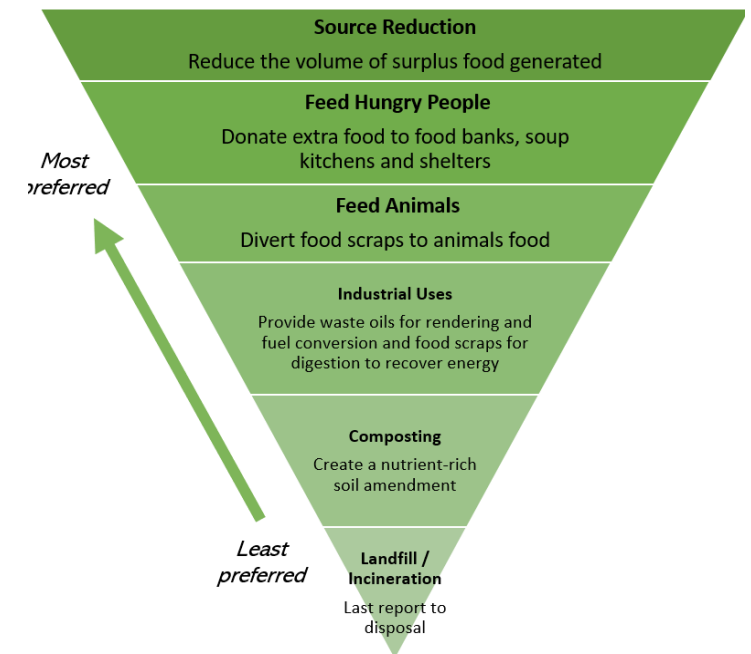 Source Reduction
Reduce the volume of surplus food generated
Feed Hungry People
Donate extra food to food banks, soup
kitchens and shelters
Most
preferred
Feed Animals
Divert food scraps to animals food
Industrial Uses
Provide waste oils for rendering and
fuel conversion and food scraps for
digestion to recover energy
Composting
Create a nutrient-rich
soil amendment
Least
preferred
Landfill /
Incineration
Last report to
disposal